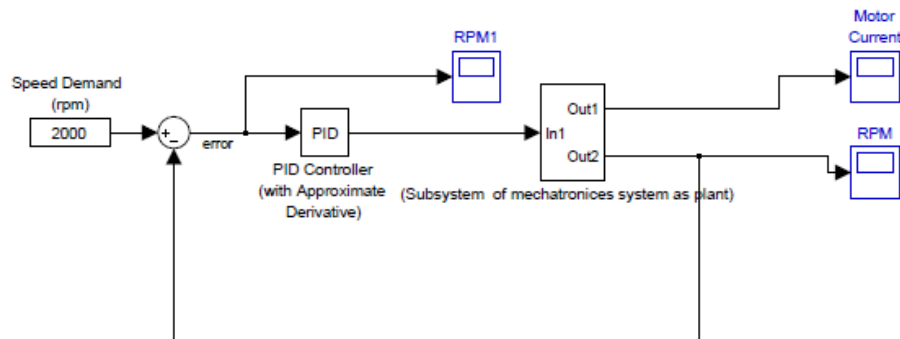 Motor
Current
RPM1
Speed Demand
(rpm)
2000
+
−
error
PID
PID Controller
(with Approximate
Derivative)
In1
Out1
Out2
(Subsystem of mechatronices system as plant)
RPM